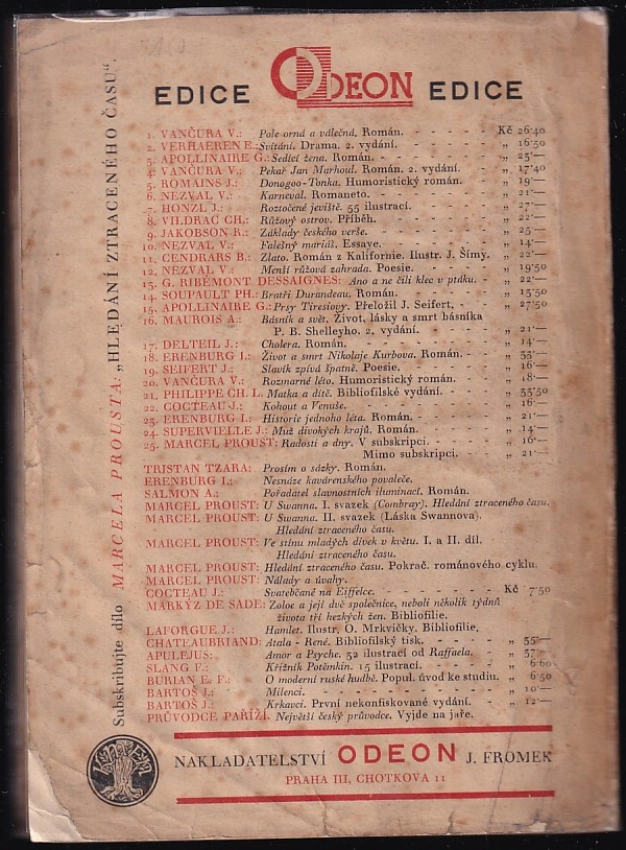 EDICE ODEON EDICE
1. VANČURA V.: Pole orná a válečná. Román. - - - - - Kč 26·40
2. VERHAEREN E.: Svítání. Drama. 2. vydání. - - - - - „ 16·50
3. APOLLINAIRE G.: Sedící žena. Román. - - - - - - „ 25·—
4. VANČURA V.: Pekař Jan Marhoul. Román. 2. vydání. - - - „ 17·40
5. ROMAINS J.: Donogoo-Tonka. Humoristický román. - - - „ 19·—
6. NEZVAL V.: Karneval. Romaneto. - - - - - - „ 21·—
7. HONZL J.: Roztočené jeviště. 55 ilustrací. - - - - - „ 27·—
8. VILDRAC CH.: Růžový ostrov. Příběh. - - - - - - „ 22·—
9. JAKOBSON R.: Základy českého verše. - - - - - - „ 25·—
10. NEZVAL V.: Falešný mariáš. Essaye. - - - - - - „ 14·—
11. CENDRARS B.: Zlato. Román z Kalifornie. Ilustr. J. Šímy. - „ 22·—
12. NEZVAL V.: Menší růžová zahrada. Poesie. - - - - „ 19·50
13. G. RIBÉMONT DESSAIGNES: Ano a ne čili klec v ptáku. - „ 22·—
14. SOUPAULT PH.: Bratři Durandeau. Román. - - - - - „ 13·50
15. APOLLINAIRE G.: Prsy Tiresiovy. Přeložil J. Seifert. - - - „ 27·50
16. MAUROIS A.: Básník a svět. Život, lásky a smrt básníka
P. B. Shelleyho. 2. vydání. - - - - „ 21·—
17. DELTEIL J.: Cholera. Román. - - - - - - - „ 14·—
18. ERENBURG I.: Život a smrt Nikolaje Kurbova. Román. - - „ 33·—
19. SEIFERT J.: Slavík zpívá špatně. Poesie. - - - - - „ 16·—
20. VANČURA V.: Rozmarné léto. Humoristický román. - - - „ 18·—
21. PHILIPPE CH. L. Matka a dítě. Bibliofilské vydání. - - - - „ 33·50
22. COCTEAU J.: Kohout a Venuše. - - - - - - „ 16·—
23. ERENBURG I.: Historie jednoho léta. Román. - - - - „ 21·—
24. SUPERVIELLE J.: Muž divokých krajů. Román. - - - - „ 14·—
25. MARCEL PROUST: Radosti a dny. V subskripci. - - - - „ 16·—
Mimo subskripci. - - - „ 21·—
TRISTAN TZARA: Prosím o sázky. Román.
ERENBURG I.: Nesnáze kavárenského povaleče.
SALMON A.: Pořadatel slavnostních iluminací. Román.
MARCEL PROUST: U Swanna. I. svazek (Combray). Hledání ztraceného času.
MARCEL PROUST: U Swanna. II. svazek (Láska Swannova).
Hledání ztraceného času.
MARCEL PROUST: Ve stínu mladých dívek v květu. I. a II. díl.
Hledání ztraceného času.
MARCEL PROUST: Hledání ztraceného času. Pokrač. románového cyklu.
MARCEL PROUST: Nálady a úvahy.
COCTEAU J.: Svatebčané na Eiffelce. - - - - Kč 7·50
MARKÝZ DE SADE: Zoloe a její dvě společnice, neboli několik týdnů
života tří hezkých žen. Bibliofilie.
LAFORGUE J.: Hamlet. Ilustr. O. Mrkvičky. Bibliofilie.
CHATEAUBRIAND: Atala - René. Bibliofilský tisk. - - - - „ 55·—
APULEJUS: Amor a Psyche. 32 ilustrací od Raffaela. - - „ 37·—
SLANG F.: Křižník Potěmkin. 15 ilustrací. - - - - „ 6·60
BURIAN E. F.: O moderní ruské hudbě. Popul. úvod ke studiu. „ 6·50
BARTOŠ J.: Milenci. - - - - - - - - „ 10·—
BARTOŠ J.: Krkavci. První nekonfiskované vydání. - - - „ 12·—
PRŮVODCE PAŘÍŽÍ. Největší český průvodce. Vyjde na jaře.
Subskribujte dílo MARCELA PROUSTA: „HLEDÁNÍ ZTRACENÉHO ČASU“.
NAKLADATELSTVÍ ODEON J. FROMEK
PRAHA III, CHOTKOVA 11